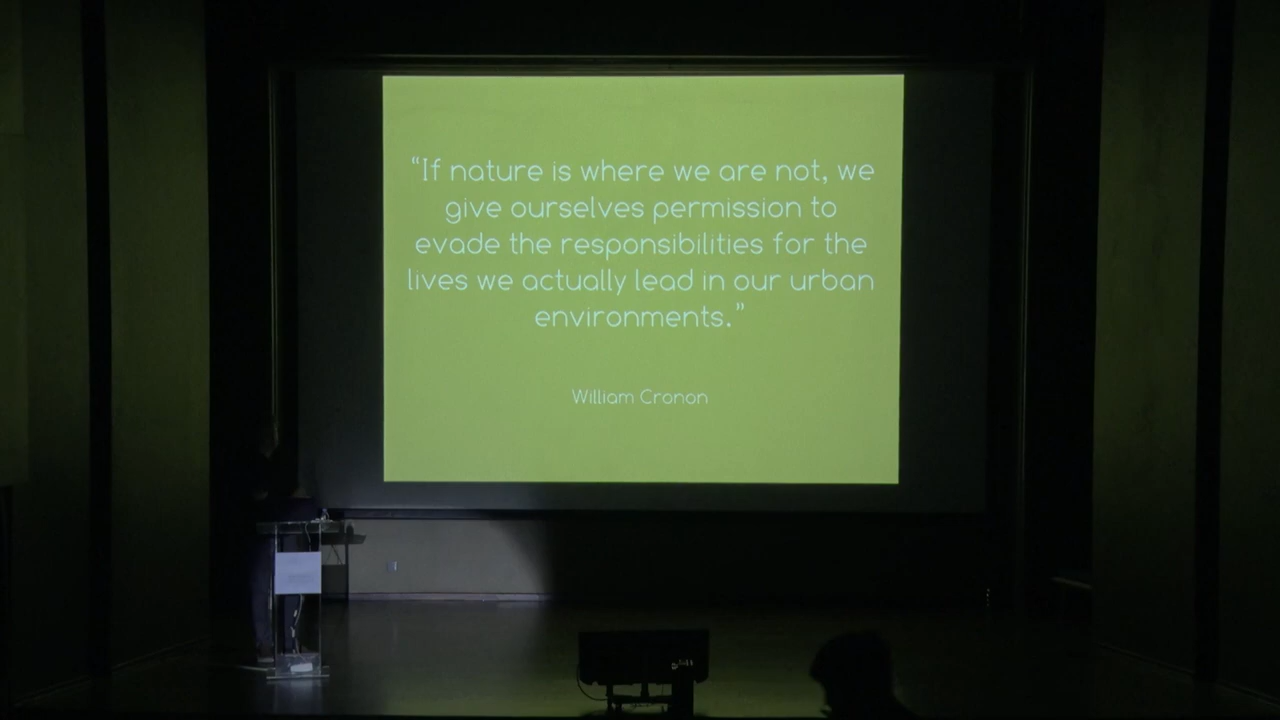 “If nature is where we are not, we
give ourselves permission to
evade the responsibilities for the
lives we actually lead in our urban
environments.”
William Cronon